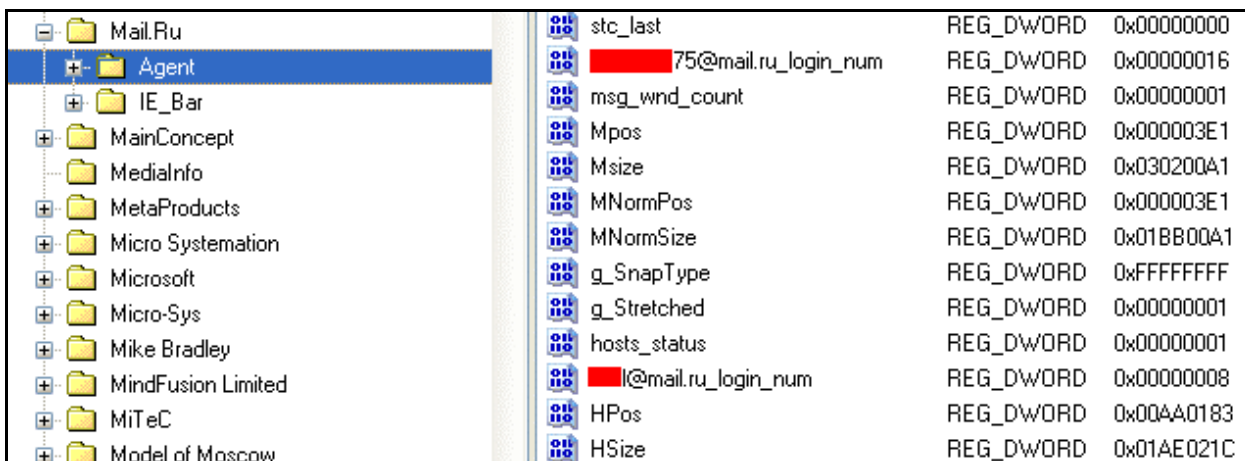 Mail.Ru
Agent
IE_Bar
MainConcept
MediaInfo
MetaProducts
Micro Systemation
Microsoft
Micro-Sys
Mike Bradley
MindFusion Limited
MiTeC
Model of Moscow
stc_last REG_DWORD 0x00000000
75@mail.ru_login_num REG_DWORD 0x00000016
msg_wnd_count REG_DWORD 0x00000001
Mpos REG_DWORD 0x000003E1
Msize REG_DWORD 0x030200A1
MNormPos REG_DWORD 0x000003E1
MNormSize REG_DWORD 0x01BB00A1
g_SnapType REG_DWORD 0xFFFFFFFF
g_Stretched REG_DWORD 0x00000001
hosts_status REG_DWORD 0x00000001
l@mail.ru_login_num REG_DWORD 0x00000008
HPos REG_DWORD 0x00AA0183
HSize REG_DWORD 0x01AE021C